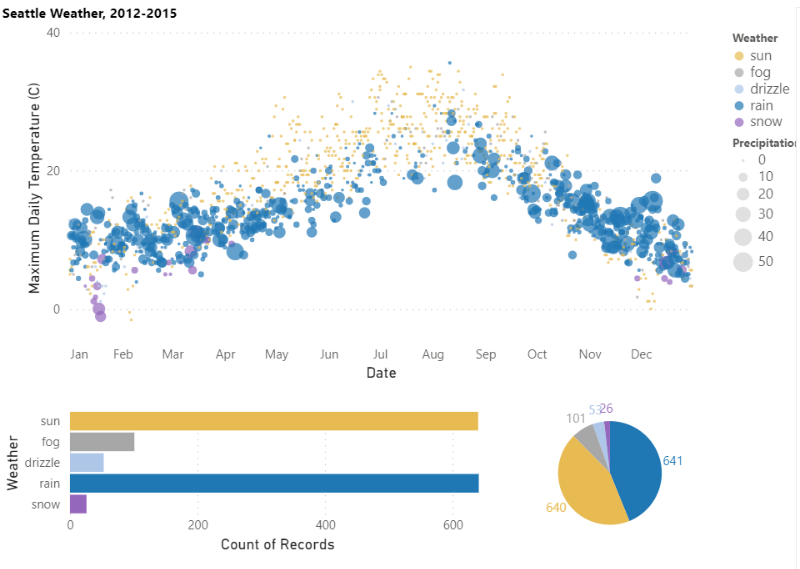 Seattle Weather, 2012-2015
40
20
0
Maximum Daily Temperature (C)
Jan Feb Mar Apr May Jun Jul Aug Sep Oct Nov Dec
Date
Weather
sun
fog
drizzle
rain
snow
Precipitation
0
10
20
30
40
50
Weather
sun
fog
drizzle
rain
snow
0 200 400 600
Count of Records
101 53 26
641
640